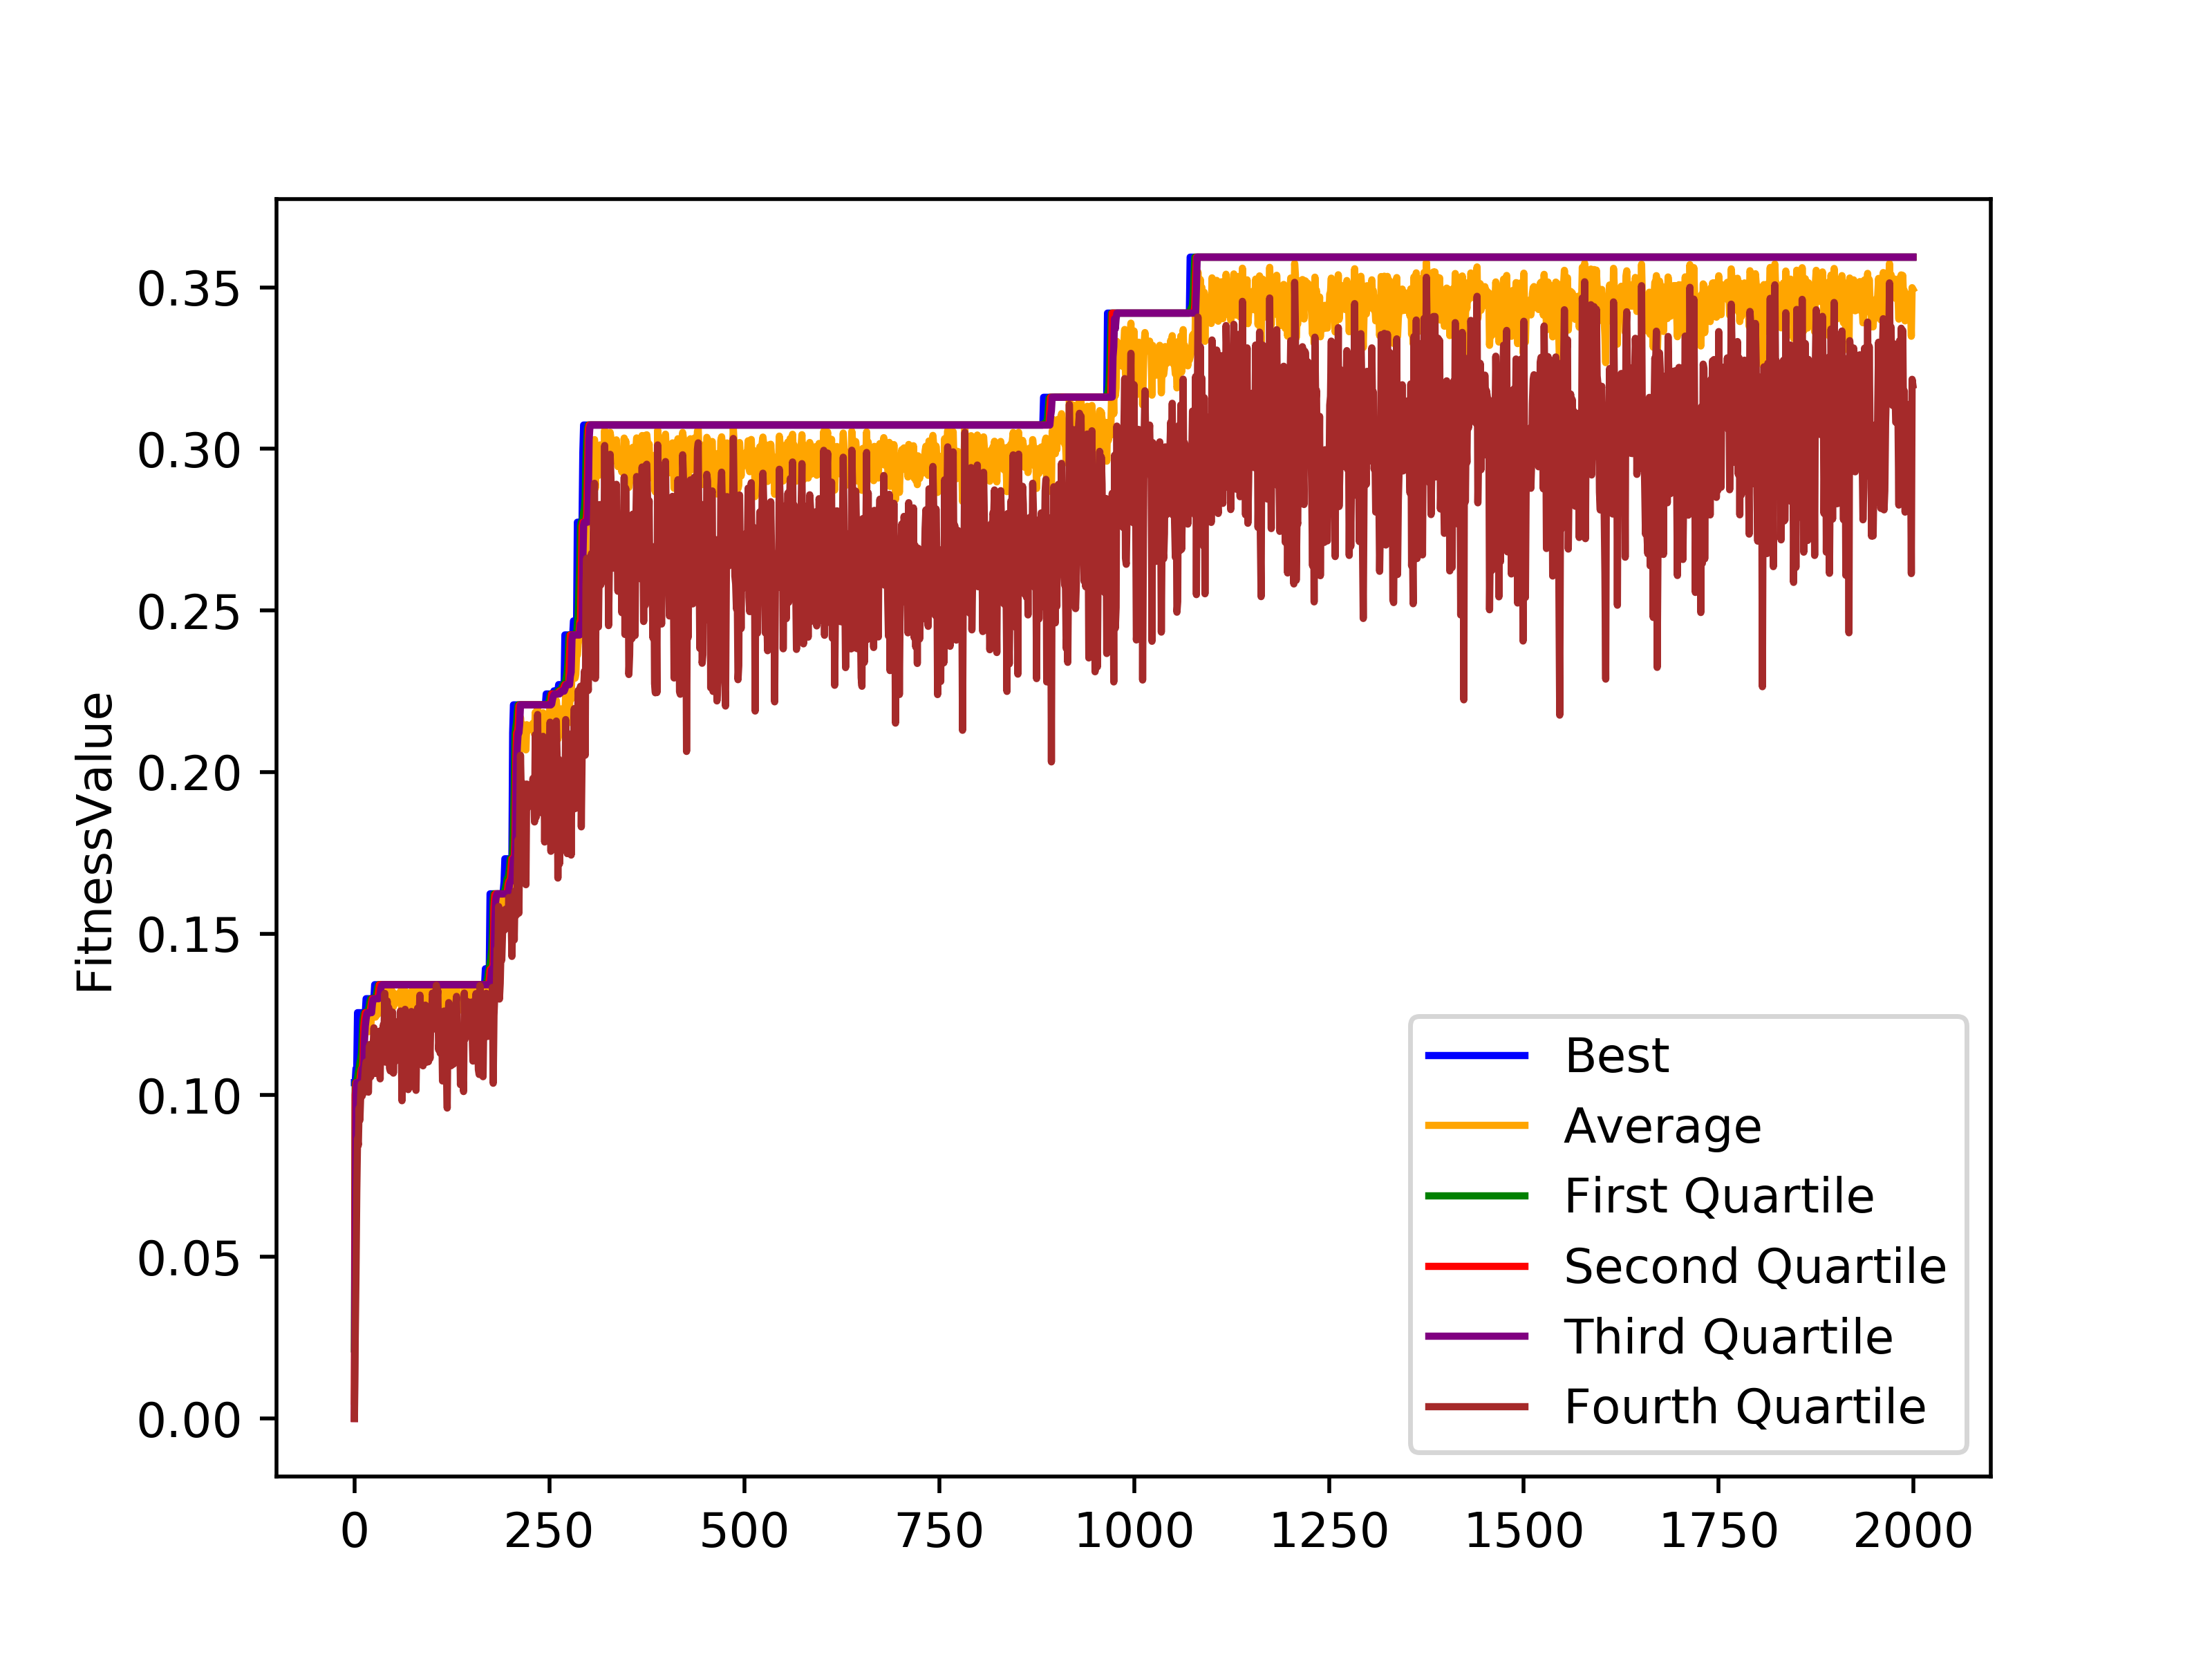 FitnessValue
0.35
0.30
0.25
0.20
0.15
0.10
0.05
0.00
0 250 500 750 1000 1250 1500 1750 2000
Best
Average
First Quartile
Second Quartile
Third Quartile
Fourth Quartile